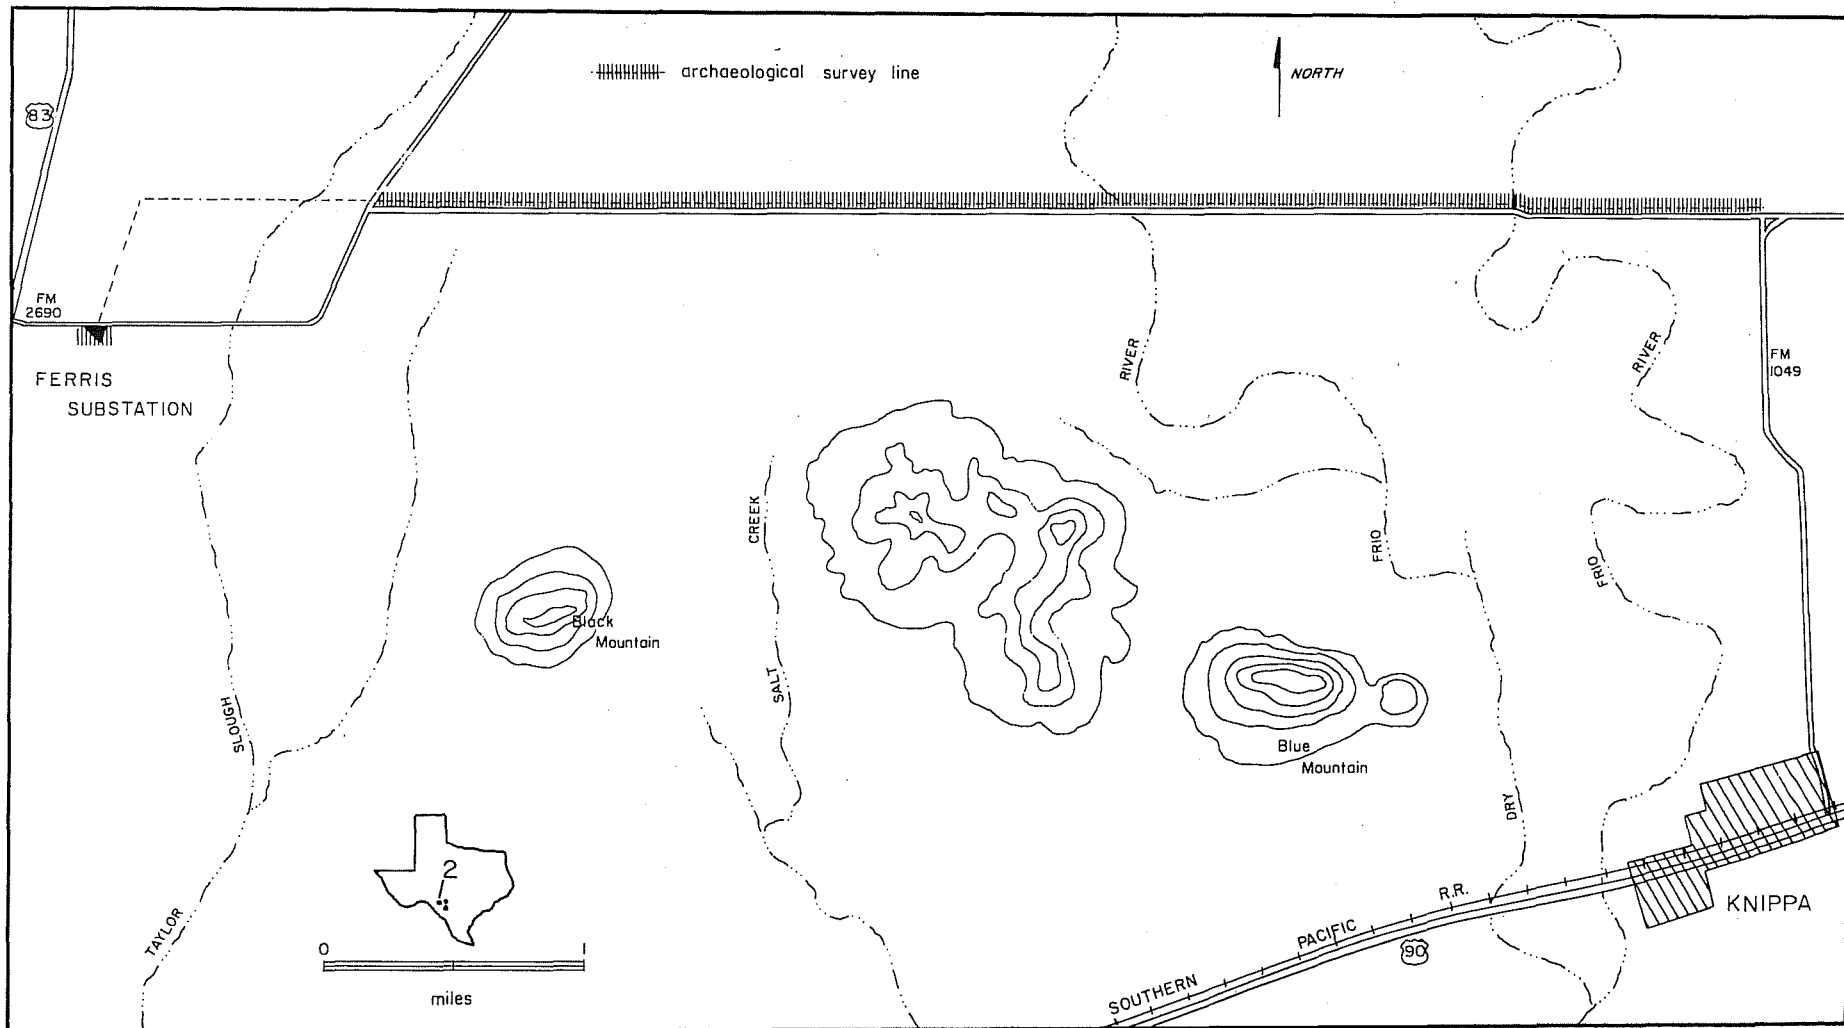 archaeological survey line
NORTH
83
FM
2690
FERRIS
SUBSTATION
RIVER
RIVER
FM
1049
CREEK
FRIO
FRIO
Black
Mountain
SALT
SLOUGH
Blue
Mountain
DRY
2
TAYLOR
0 1
miles
SOUTHERN PACIFIC R.R.
90
KNIPPA